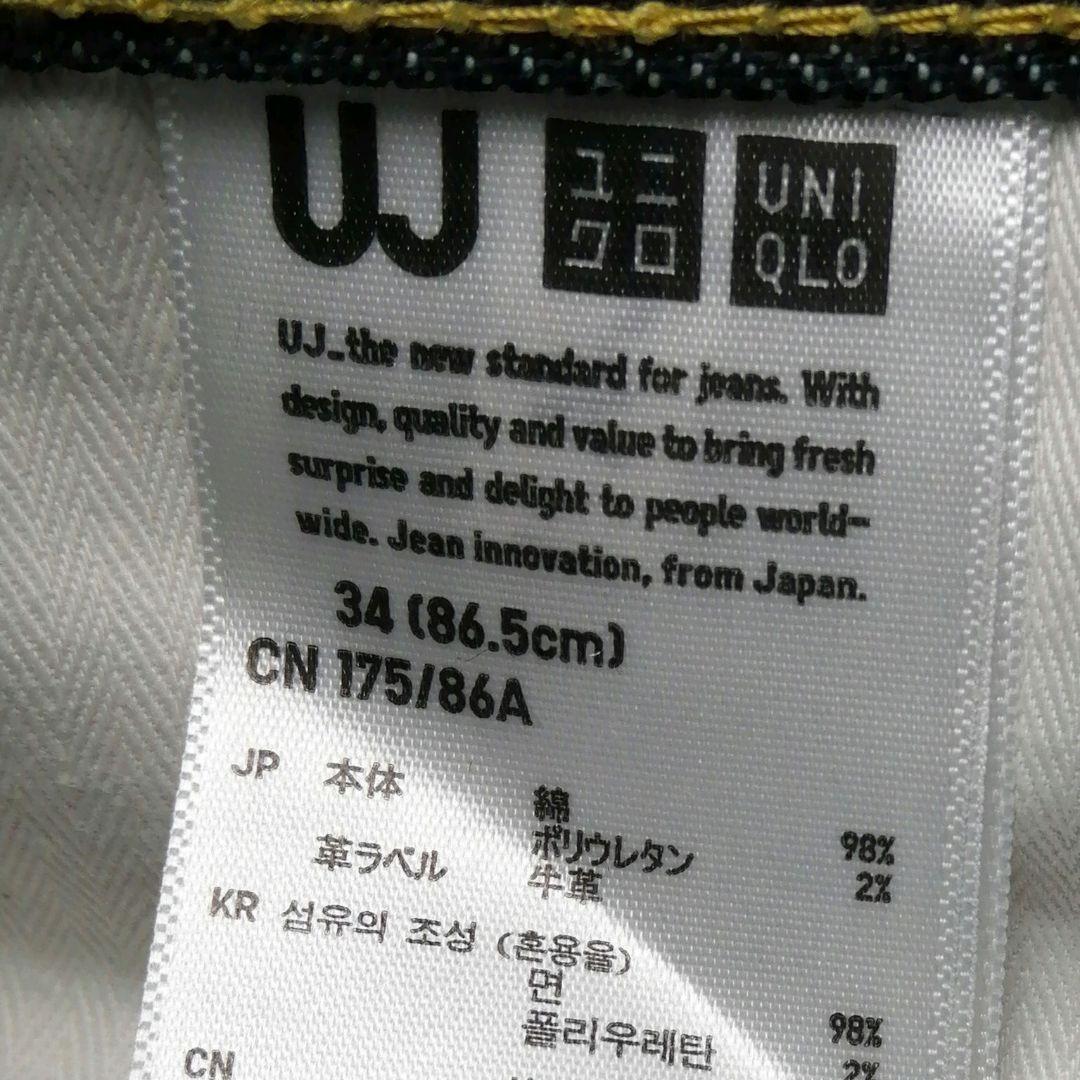 UJ
ユニ
クロ
UNI
QLO
UJ_the new standard for jeans. With
design, quality and value to bring fresh
surprise and delight to people world-
wide. Jean innovation, from Japan.
34 (86.5cm)
CN 175/86A
JP 本体 綿 98%
ポリウレタン 2%
革ラベル 牛革
KR 섬유의 조성 (혼용율)
면 98%
폴리우레탄 2%
CN